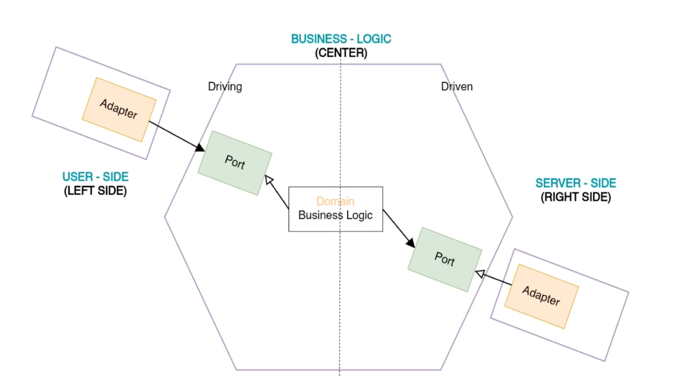 BUSINESS - LOGIC
(CENTER)
Driving
Driven
Adapter
Port
USER - SIDE
(LEFT SIDE)
SERVER - SIDE
(RIGHT SIDE)
Domain
Business Logic
Port
Adapter